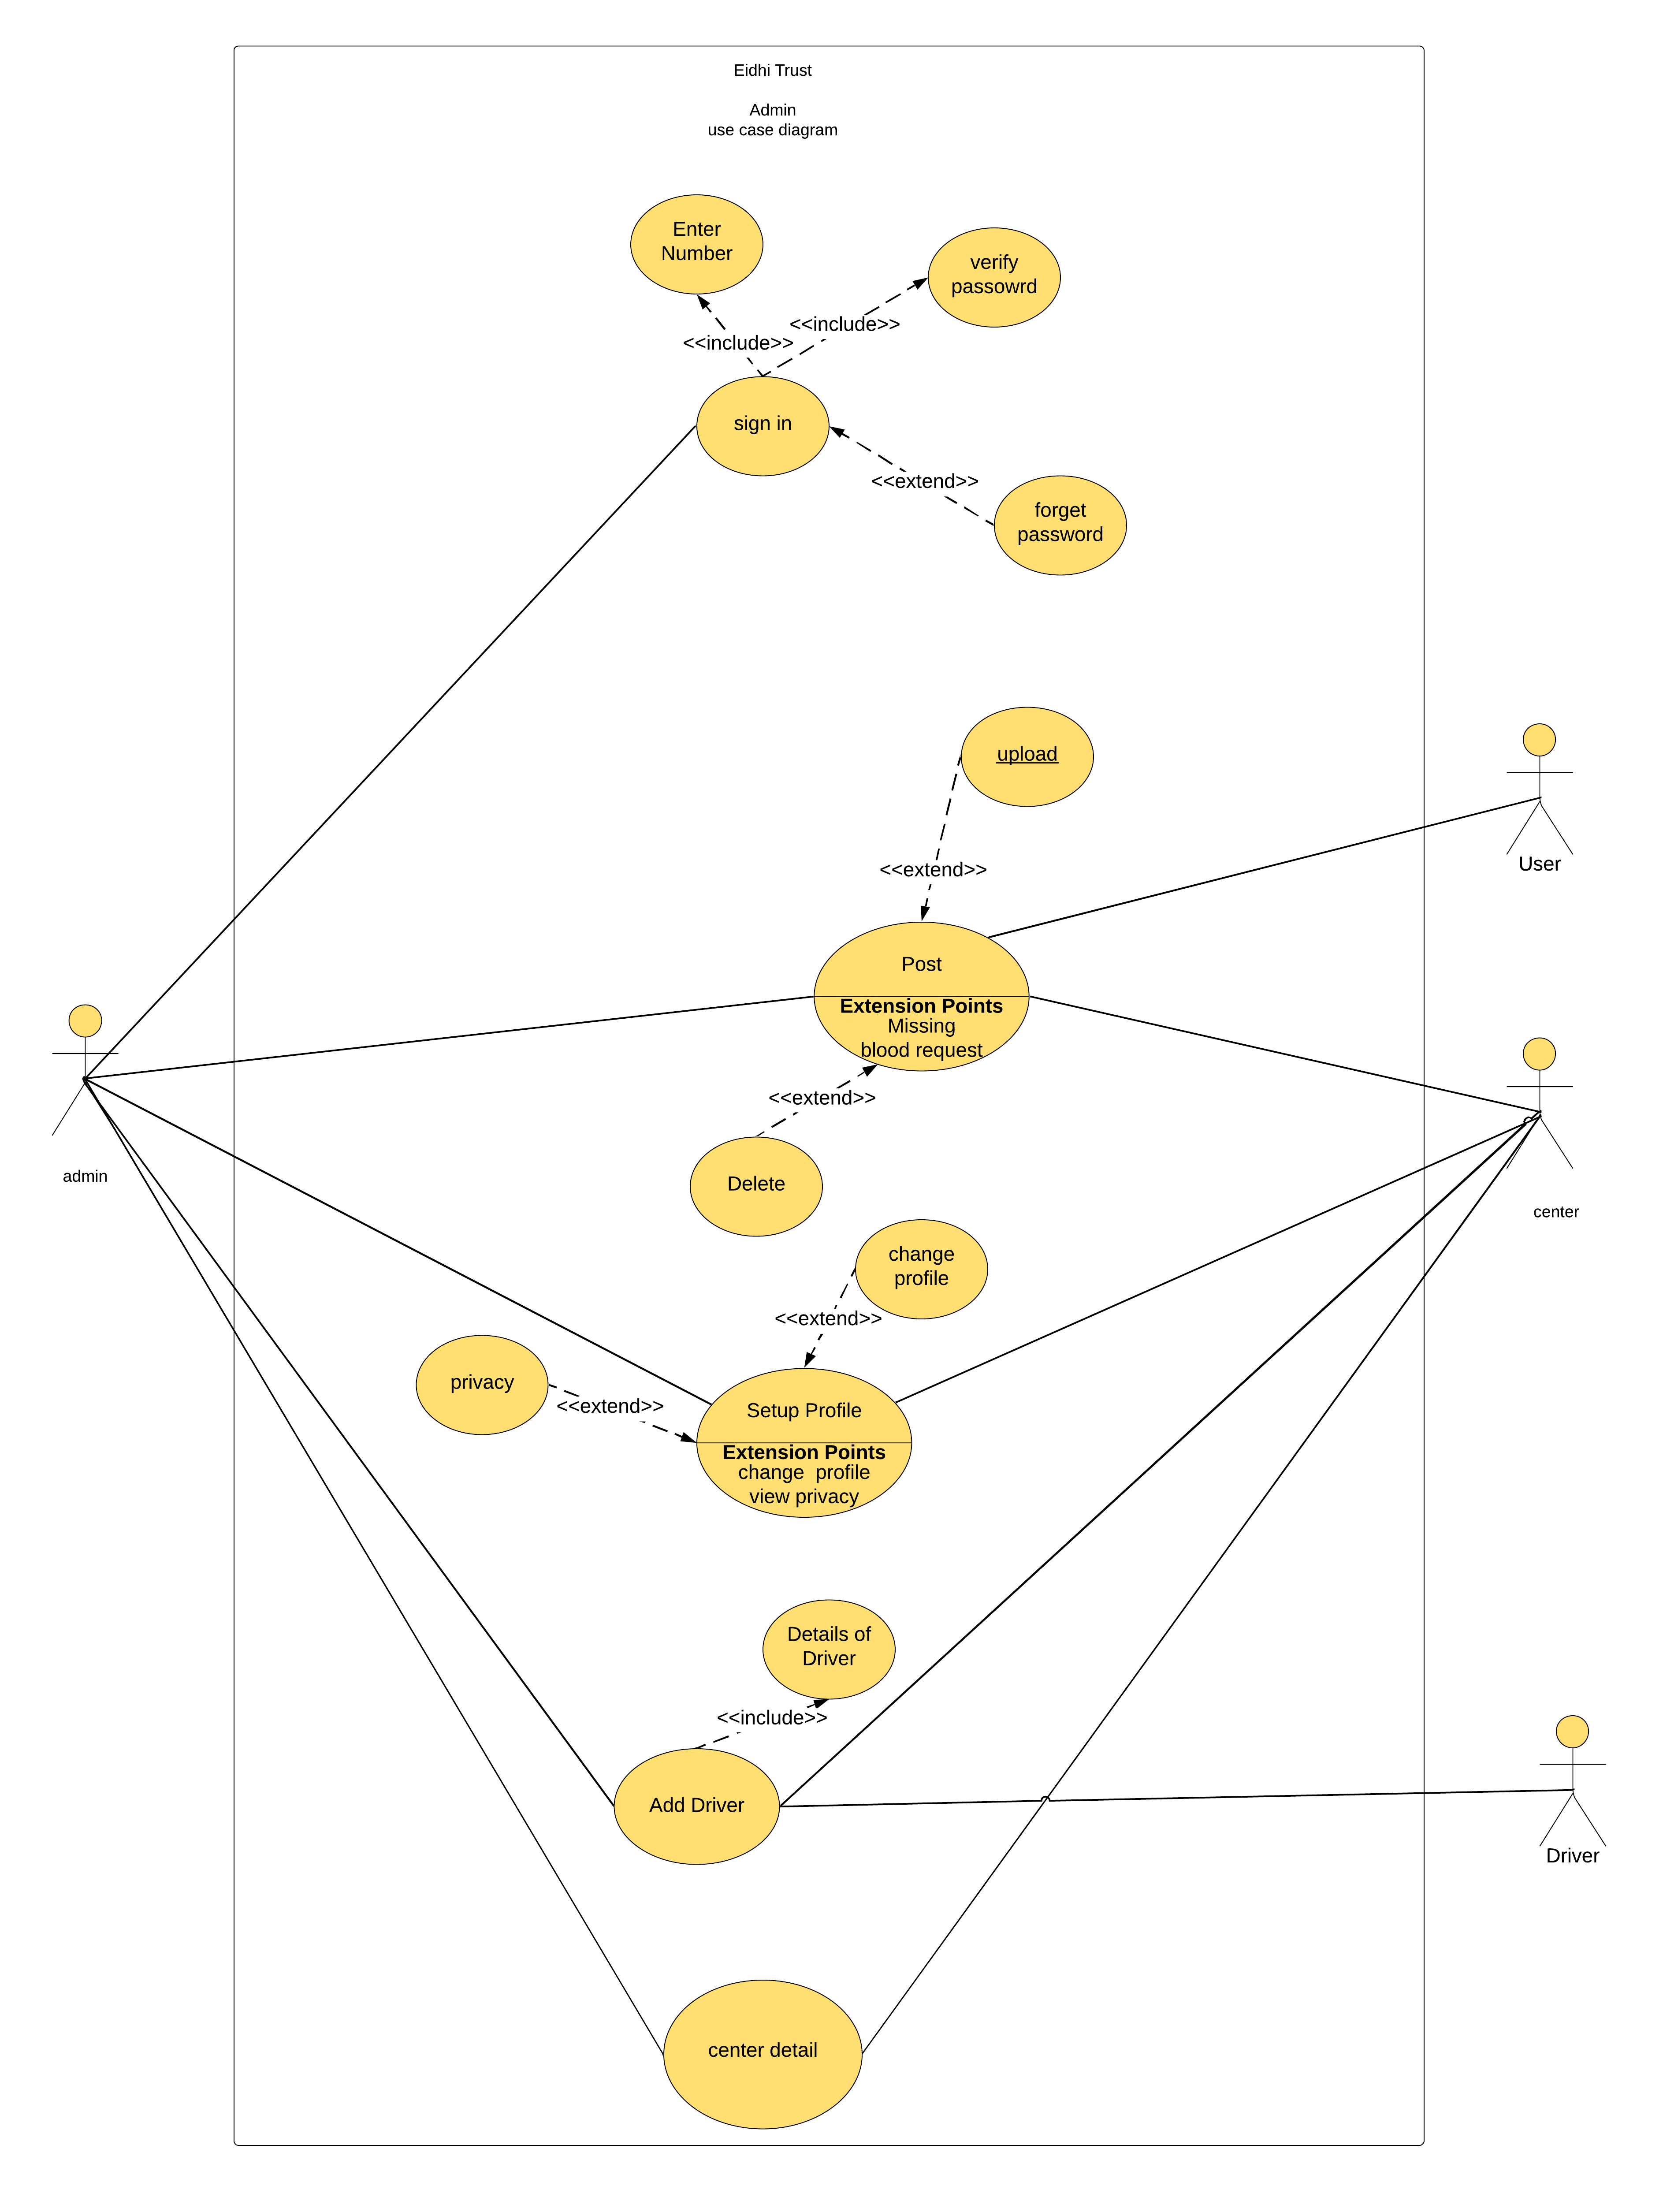 Eidhi Trust
Admin
use case diagram
Enter
Number
verify
passowrd
<<include>>
<<include>>
sign in
<<extend>>
forget
password
upload
<<extend>>
User
Post
Extension Points
Missing
blood request
<<extend>>
admin
Delete
center
change
profile
<<extend>>
privacy
<<extend>>
Setup Profile
Extension Points
change  profile
view privacy
Details of
Driver
<<include>>
Add Driver
Driver
center detail